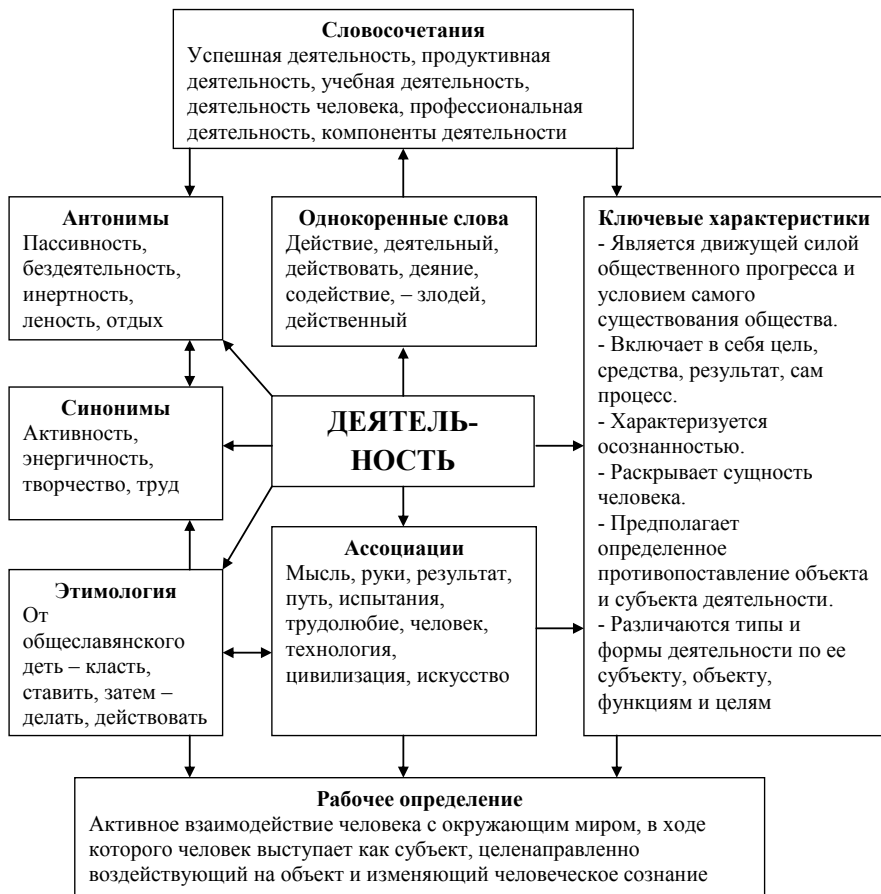 Словосочетания
Успешная деятельность, продуктивная
деятельность, учебная деятельность,
деятельность человека, профессиональная
деятельность, компоненты деятельности
Антонимы
Пассивность,
бездеятельность,
инертность,
леность, отдых
Однокоренные слова
Действие, деятельный,
действовать, деяние,
содействие, – злодей,
действенный
Ключевые характеристики
- Является движущей силой
общественного прогресса и
условием самого
существования общества.
- Включает в себя цель,
средства, результат, сам
процесс.
- Характеризуется
осознанностью.
- Раскрывает сущность
человека.
- Предполагает
определенное
противопоставление объекта
и субъекта деятельности.
- Различаются типы и
формы деятельности по ее
субъекту, объекту,
функциям и целям
Синонимы
Активность,
энергичность,
творчество, труд
ДЕЯТЕЛЬ-
НОСТЬ
Этимология
От
общеславянского
деть – класть,
ставить, затем –
делать, действовать
Ассоциации
Мысль, руки, результат,
путь, испытания,
трудолюбие, человек,
технология,
цивилизация, искусство
Рабочее определение
Активное взаимодействие человека с окружающим миром, в ходе
которого человек выступает как субъект, целенаправленно
воздействующий на объект и изменяющий человеческое сознание